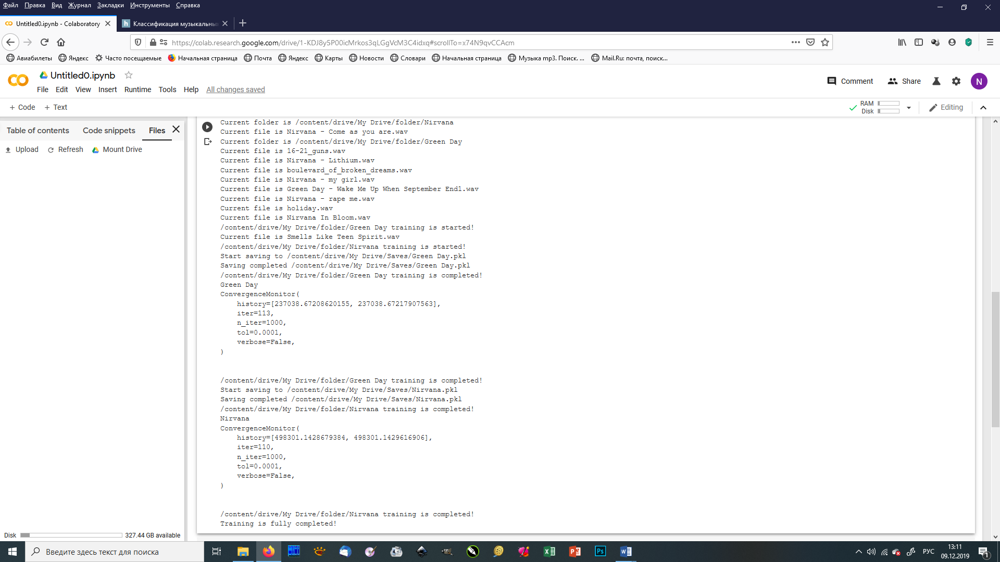 Файл Правка Вид Журнал Закладки Инструменты Справка
Untitled0.ipynb - Colaboratory
Классификация музыкальны
https://colab.research.google.com/drive/1-KDJ8y5P00icMrkos3qLGgVcM3C4idxq#scrollTo=x74N9qvCCAcm
Авиабилеты Яндекс Часто посещаемые Начальная страница Почта Яндекс Карты Новости Словари Начальная страница Музыка mp3. Поиск. ... Mail.Ru: почта, поиск...
Untitled0.ipynb
Comment Share N
File Edit View Insert Runtime Tools Help All changes saved
+ Code + Text
RAM
Disk
Editing
Table of contents Code snippets Files
Upload Refresh Mount Drive
Current folder is /content/drive/My Drive/folder/Nirvana
Current file is Nirvana - Come as you are.wav
Current folder is /content/drive/My Drive/folder/Green Day
Current file is 16-21_guns.wav
Current file is Nirvana - Lithium.wav
Current file is boulevard_of_broken_dreams.wav
Current file is Nirvana - my girl.wav
Current file is Green Day - Wake Me Up When September End1.wav
Current file is Nirvana - rape me.wav
Current file is holiday.wav
Current file is Nirvana In Bloom.wav
/content/drive/My Drive/folder/Green Day training is started!
Current file is Smells Like Teen Spirit.wav
/content/drive/My Drive/folder/Nirvana training is started!
Start saving to /content/drive/My Drive/Saves/Green Day.pkl
Saving completed /content/drive/My Drive/Saves/Green Day.pkl
/content/drive/My Drive/folder/Green Day training is completed!
Green Day
ConvergenceMonitor(
    history=[237038.67208620155, 237038.67217907563],
    iter=113,
    n_iter=1000,
    tol=0.0001,
    verbose=False,
)
/content/drive/My Drive/folder/Green Day training is completed!
Start saving to /content/drive/My Drive/Saves/Nirvana.pkl
Saving completed /content/drive/My Drive/Saves/Nirvana.pkl
/content/drive/My Drive/folder/Nirvana training is completed!
Nirvana
ConvergenceMonitor(
    history=[498301.1428679384, 498301.1429616906],
    iter=110,
    n_iter=1000,
    tol=0.0001,
    verbose=False,
)
/content/drive/My Drive/folder/Nirvana training is completed!
Training is fully completed!
Disk 327.44 GB available
Введите здесь текст для поиска
РУС
13:11
09.12.2019
1